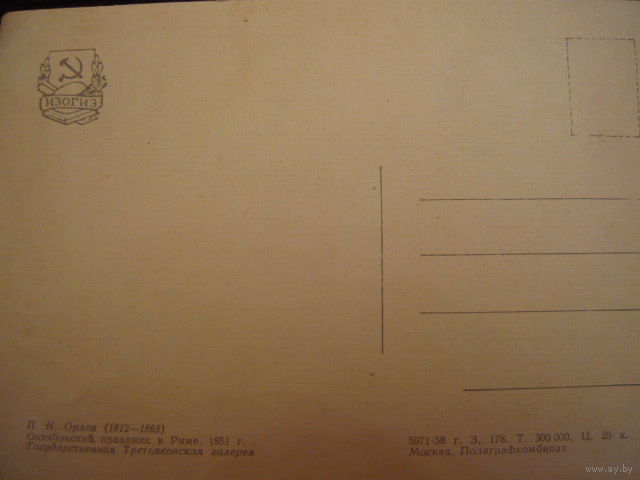 ИЗОГИЗ
П. Н. Орлов (1812—1863)
Октябрьский праздник в Риме. 1851 г.
Государственная Третьяковская галерея
5971-58 г. З. 178. Т. 300 000. Ц. 25 к.
Москва. Полиграфкомбинат
www.ay.by